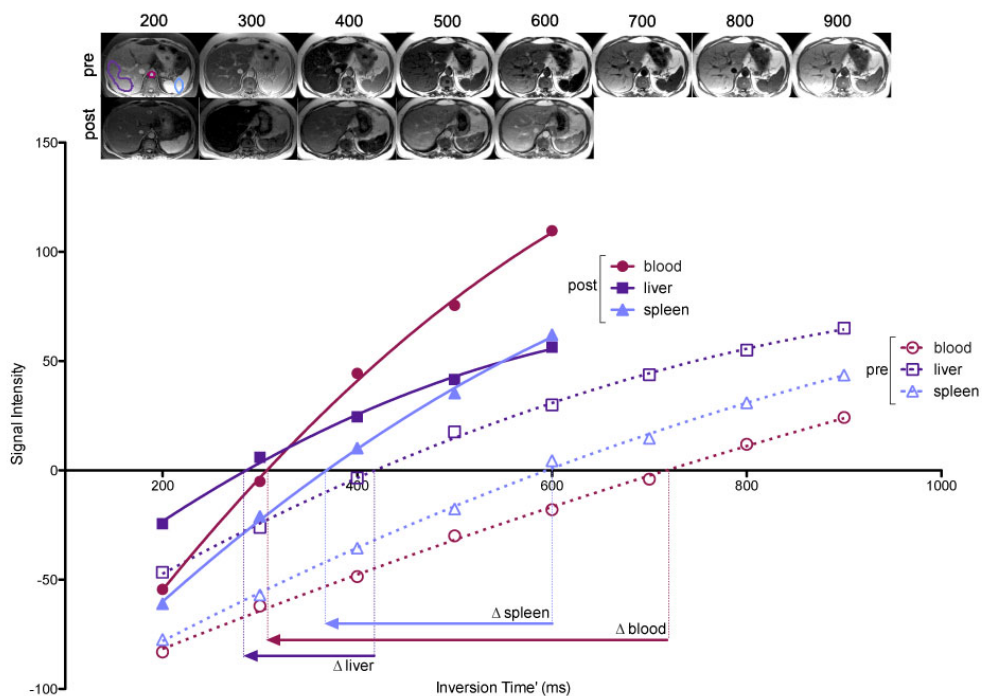 200 300 400 500 600 700 800 900
pre
post
150
100
50
0
-50
-100
Signal Intensity
200 400 600 800 1000
Inversion Time' (ms)
post
blood
liver
spleen
pre
blood
liver
spleen
Δ spleen
Δ blood
Δ liver